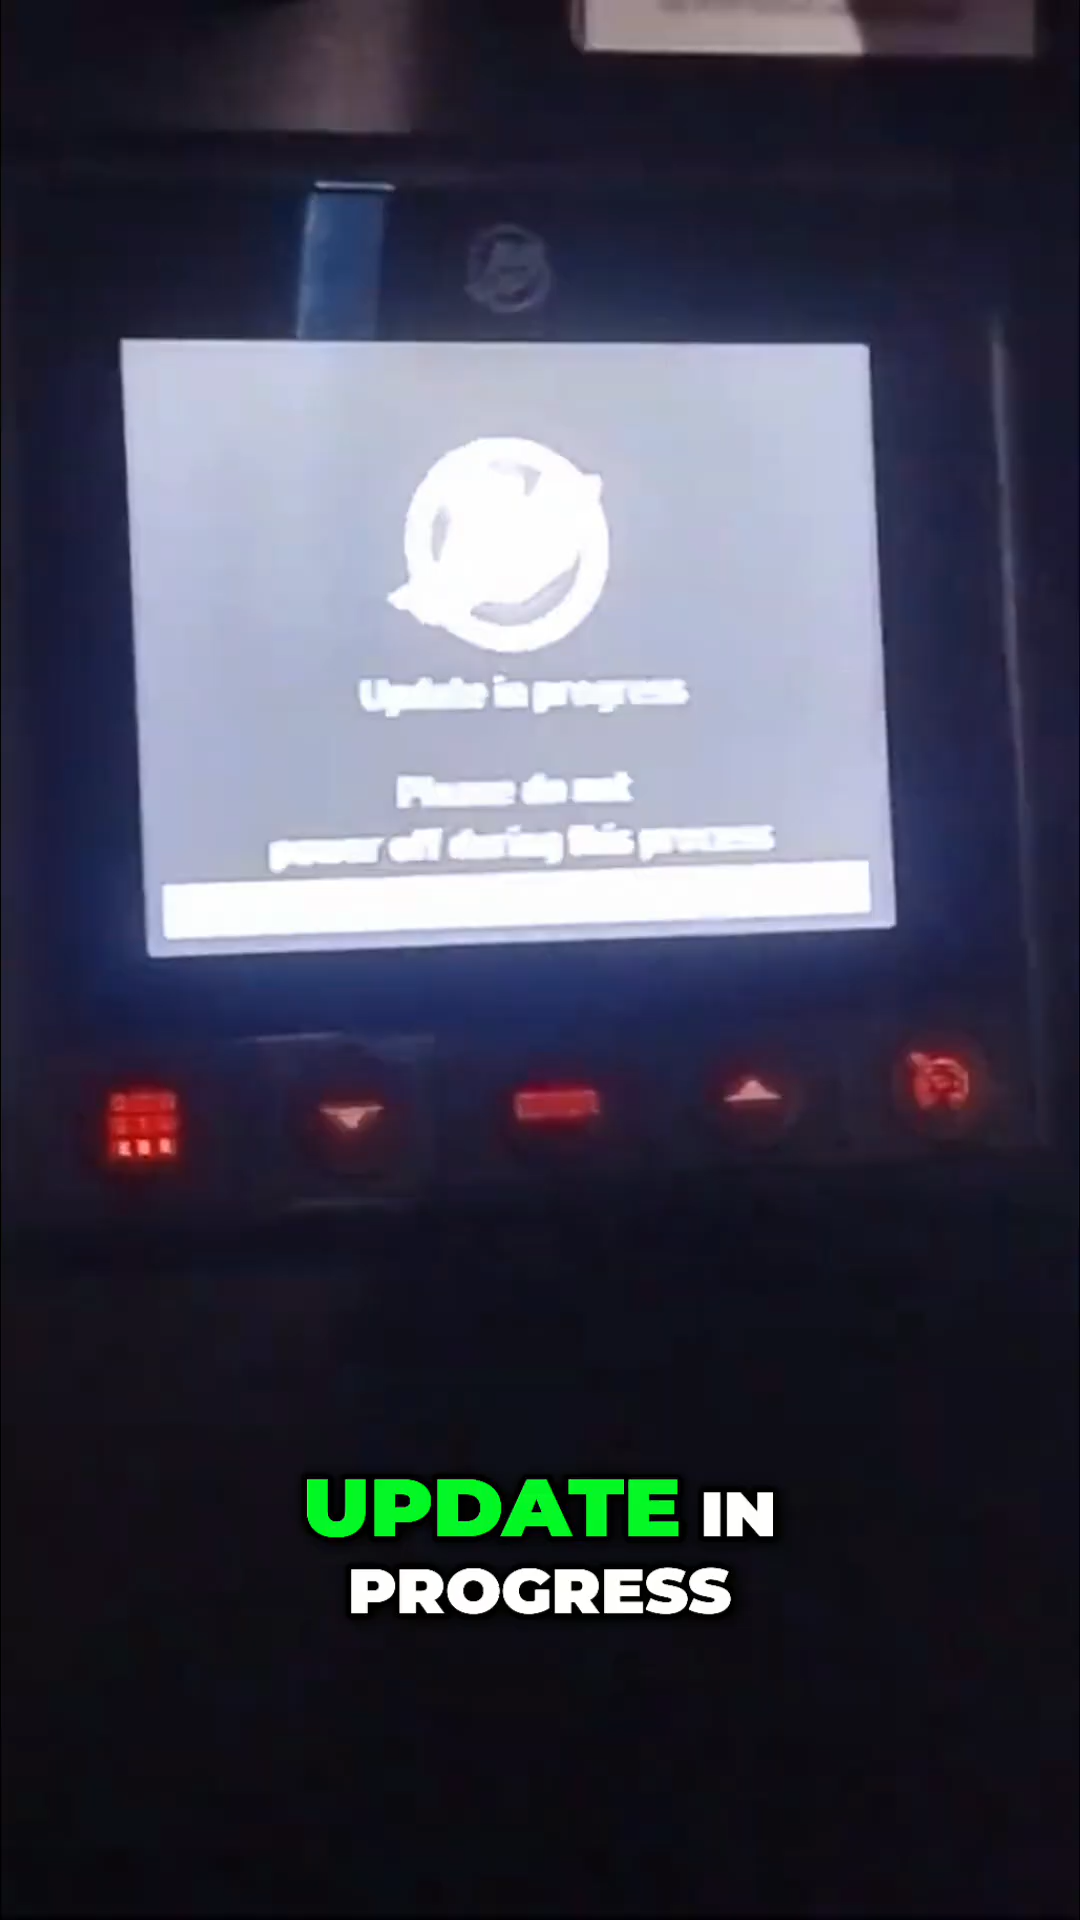 Update in progress
Please do not
power off during this process
UPDATE IN
PROGRESS